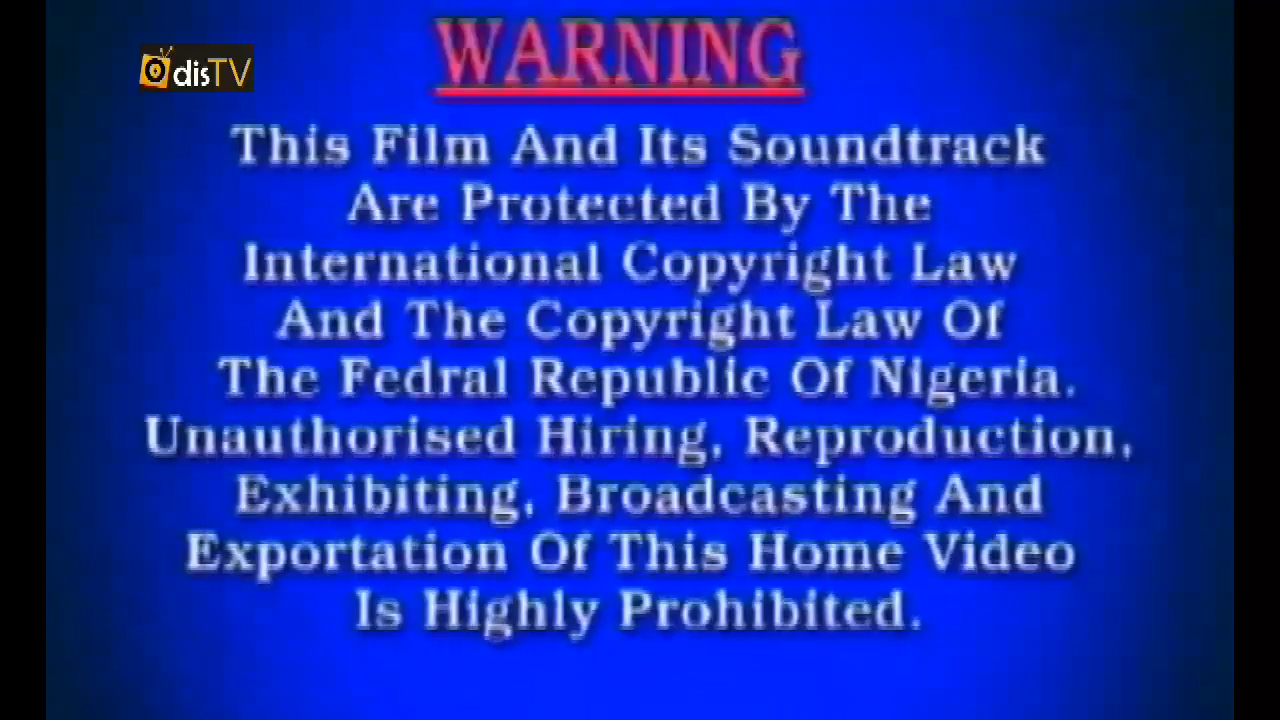 WARNING
OdisTV
This Film And Its Soundtrack
Are Protected By The
International Copyright Law
And The Copyright Law Of
The Fedral Republic Of Nigeria.
Unauthorised Hiring, Reproduction,
Exhibiting, Broadcasting And
Exportation Of This Home Video
Is Highly Prohibited.